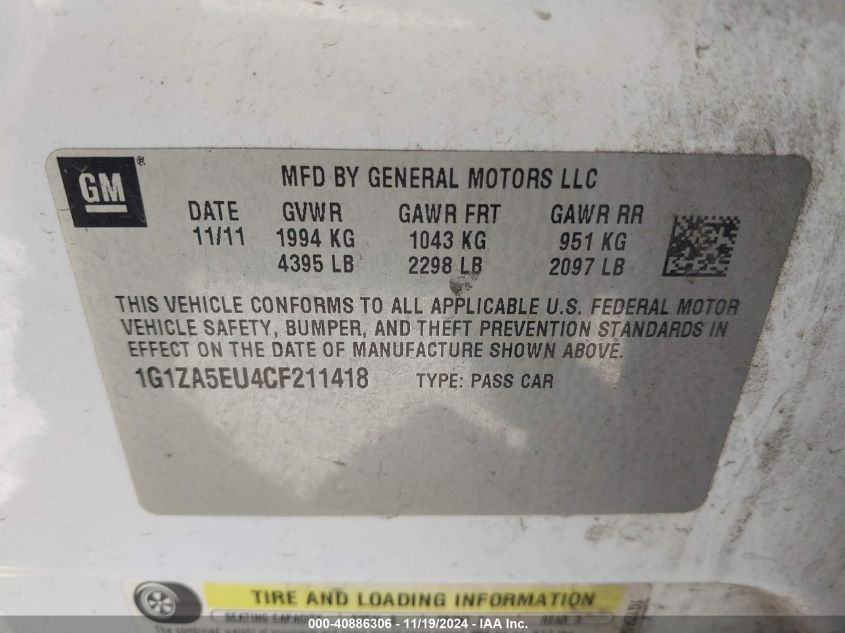 GM®
MFD BY GENERAL MOTORS LLC
DATE GVWR GAWR FRT GAWR RR
11/11 1994 KG 1043 KG 951 KG
4395 LB 2298 LB 2097 LB
THIS VEHICLE CONFORMS TO ALL APPLICABLE U.S. FEDERAL MOTOR
VEHICLE SAFETY, BUMPER, AND THEFT PREVENTION STANDARDS IN
EFFECT ON THE DATE OF MANUFACTURE SHOWN ABOVE.
1G1ZA5EU4CF211418 TYPE: PASS CAR
TIRE AND LOADING INFORMATION
SEATING CAPACITY
000-40886306 - 11/19/2024 - IAA Inc.